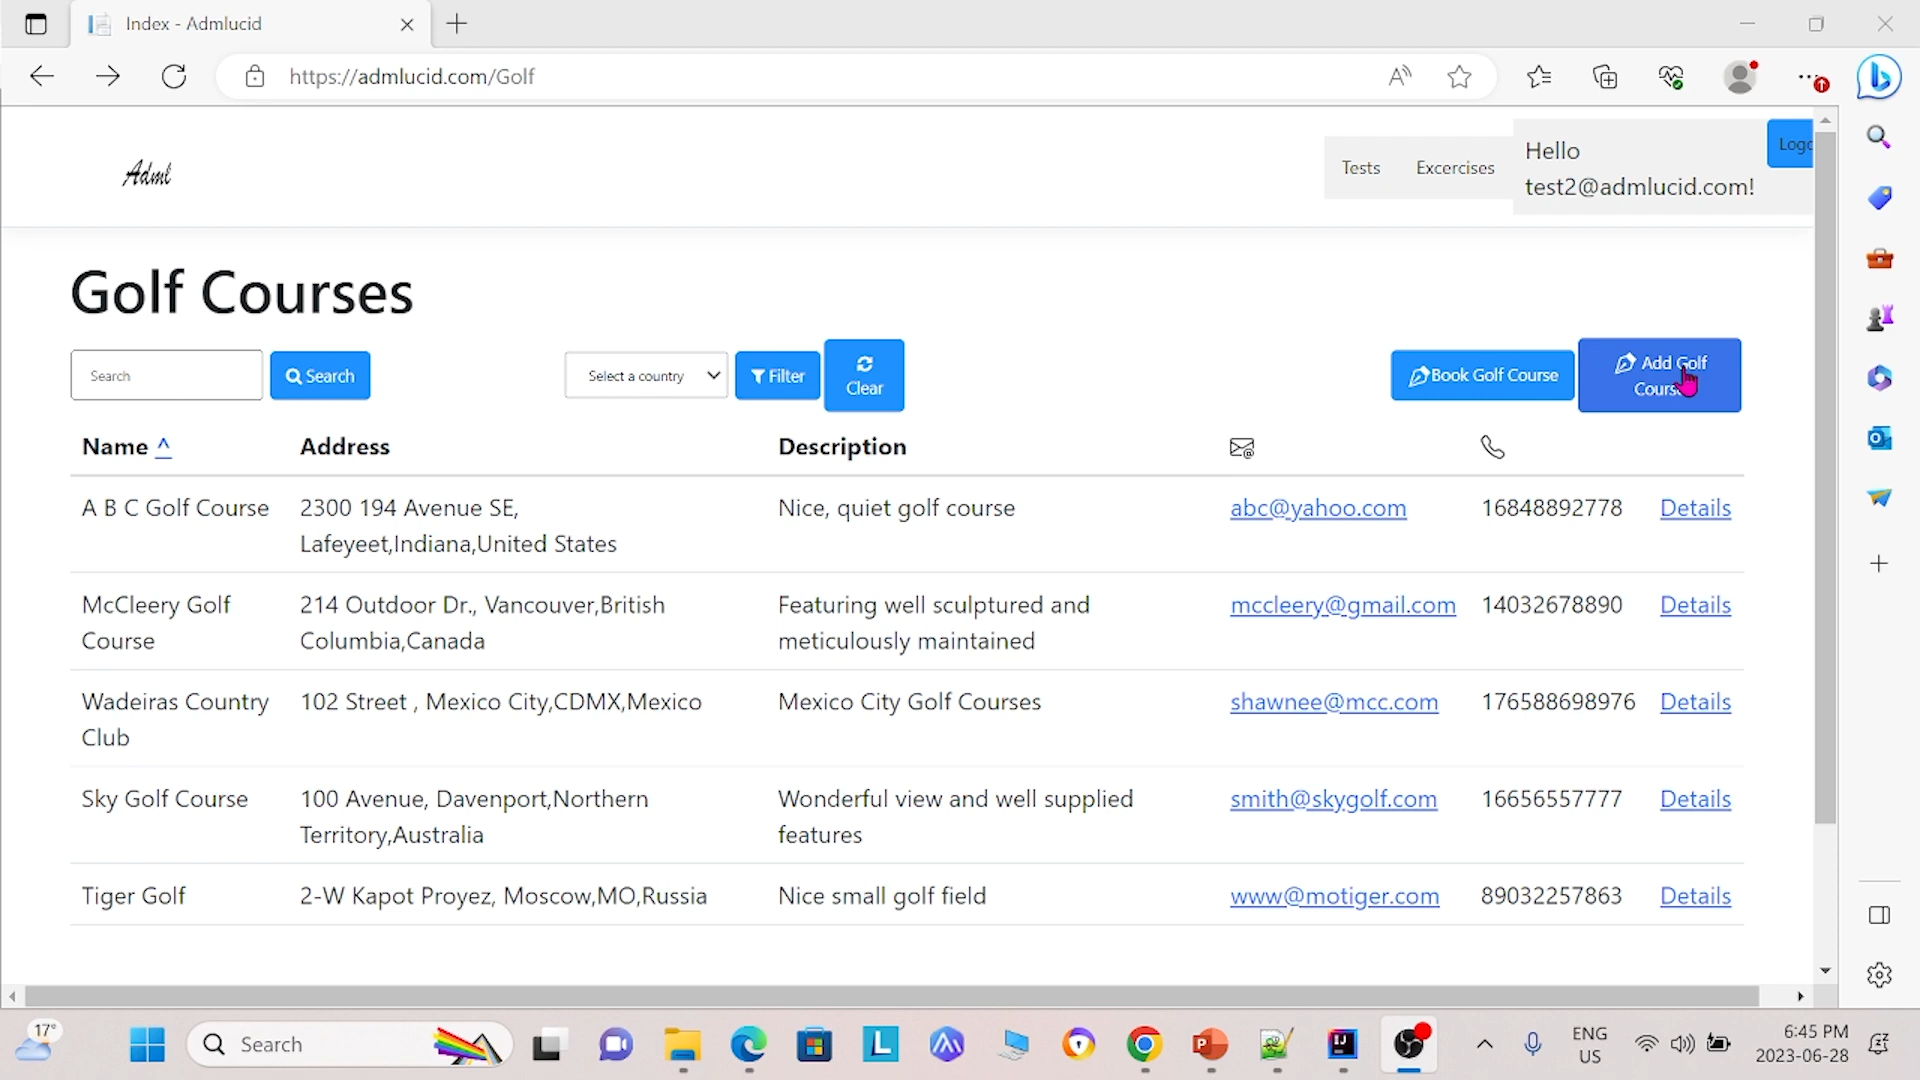 Index - Admlucid
https://admlucid.com/Golf
Adml
Tests
Excercises
Hello
test2@admlucid.com!
Golf Courses
Search
Search
Select a country
Filter
Clear
Book Golf Course
Add Golf
Name ^
Address
Description
A B C Golf Course
2300 194 Avenue SE,
Lafeyeet,Indiana,United States
Nice, quiet golf course
abc@yahoo.com
16848892778
Details
McCleery Golf
Course
214 Outdoor Dr., Vancouver,British
Columbia,Canada
Featuring well sculptured and
meticulously maintained
mccleery@gmail.com
14032678890
Details
Wadeiras Country
Club
102 Street , Mexico City,CDMX,Mexico
Mexico City Golf Courses
shawnee@mcc.com
176588698976
Details
Sky Golf Course
100 Avenue, Davenport,Northern
Territory,Australia
Wonderful view and well supplied
features
smith@skygolf.com
16656557777
Details
Tiger Golf
2-W Kapot Proyez, Moscow,MO,Russia
Nice small golf field
www@motiger.com
89032257863
Details
17°
Search
ENG
US
6:45 PM
2023-06-28